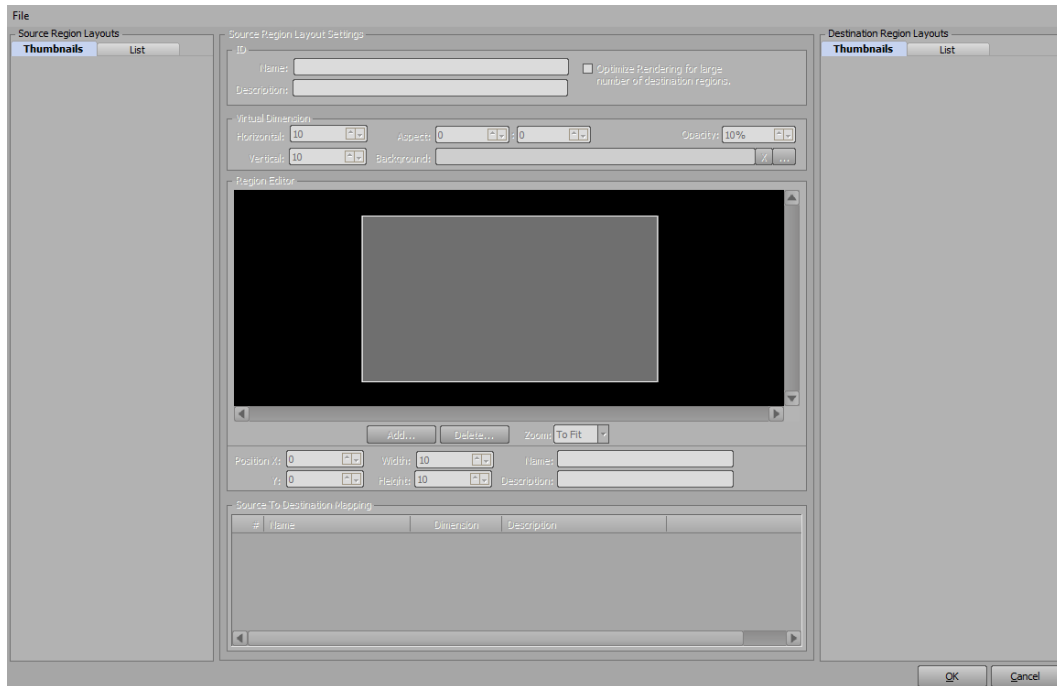 File
Source Region Layouts
Thumbnails List
Source Region Layout Settings
ID
Name:
Optimize Rendering for large
number of destination regions.
Description:
Virtual Dimension
Horizontal: 10 Aspect: 0 : 0 Opacity: 10%
Vertical: 10 Background: X ...
Region Editor
Add... Delete... Zoom: To Fit
Position X: 0 Width: 10 Name:
Y: 0 Height: 10 Description:
Source To Destination Mapping
# Name Dimension Description
Destination Region Layouts
Thumbnails List
OK Cancel